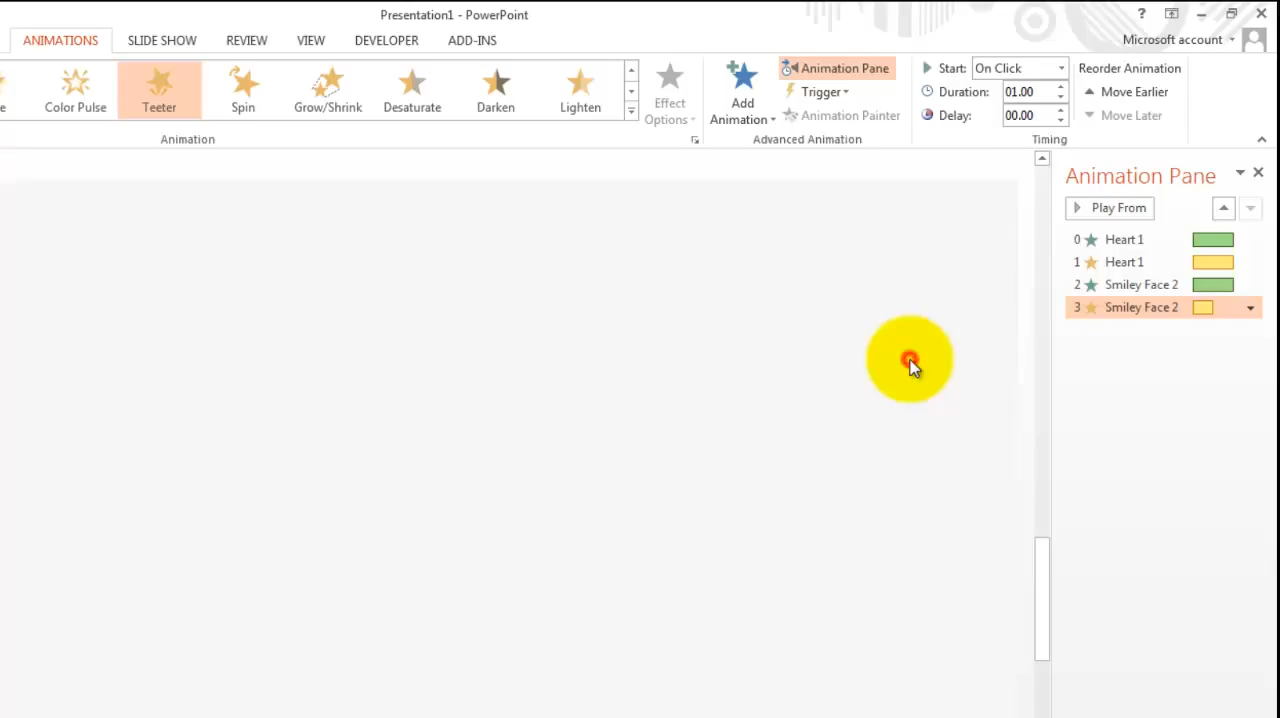 Presentation1 - PowerPoint
?
ANIMATIONS SLIDE SHOW REVIEW VIEW DEVELOPER ADD-INS Microsoft account
Color Pulse Teeter Spin Grow/Shrink Desaturate Darken Lighten
Effect Options
Add Animation
Animation Pane
Trigger
Animation Painter
Start: On Click
Duration: 01.00
Delay: 00.00
Reorder Animation
Move Earlier
Move Later
Animation Advanced Animation Timing
Animation Pane
Play From
0 Heart 1
1 Heart 1
2 Smiley Face 2
3 Smiley Face 2